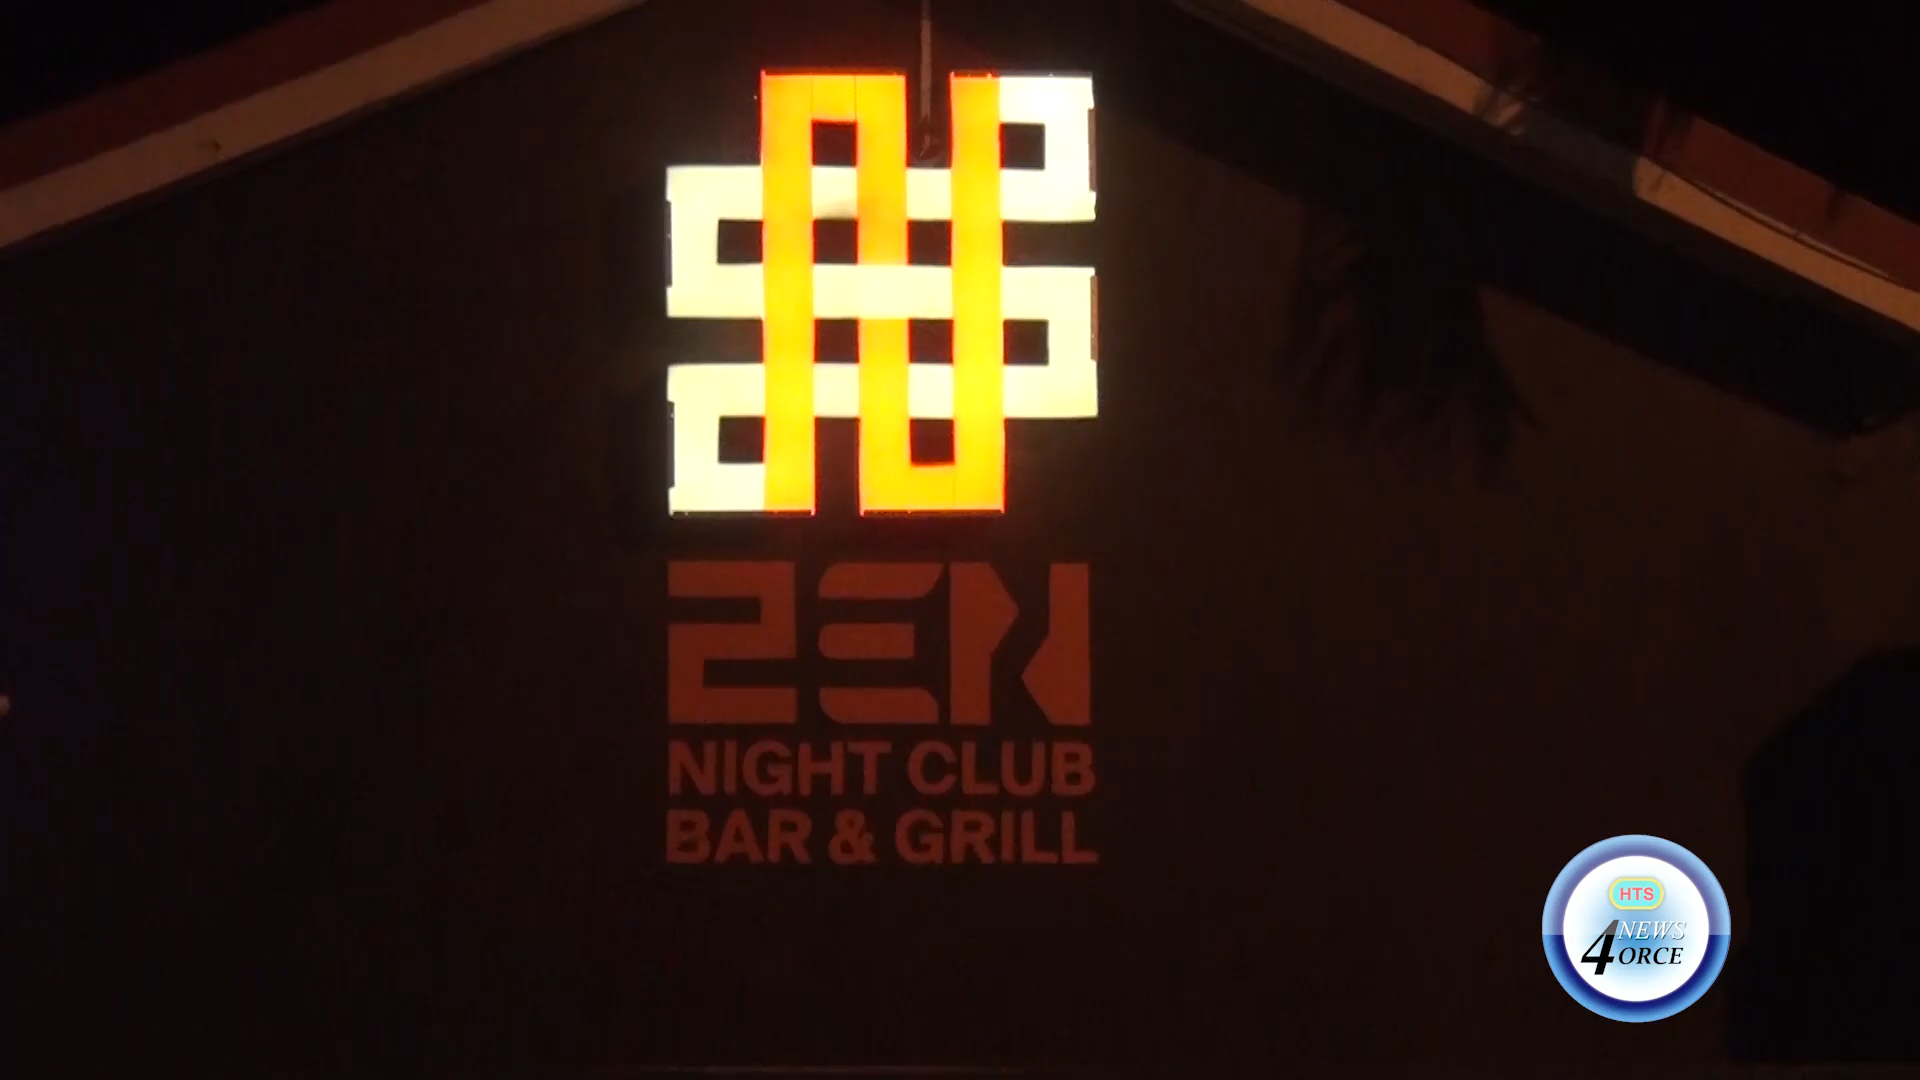 ZEN
NIGHT CLUB
BAR & GRILL
HTS
NEWS
4ORCE